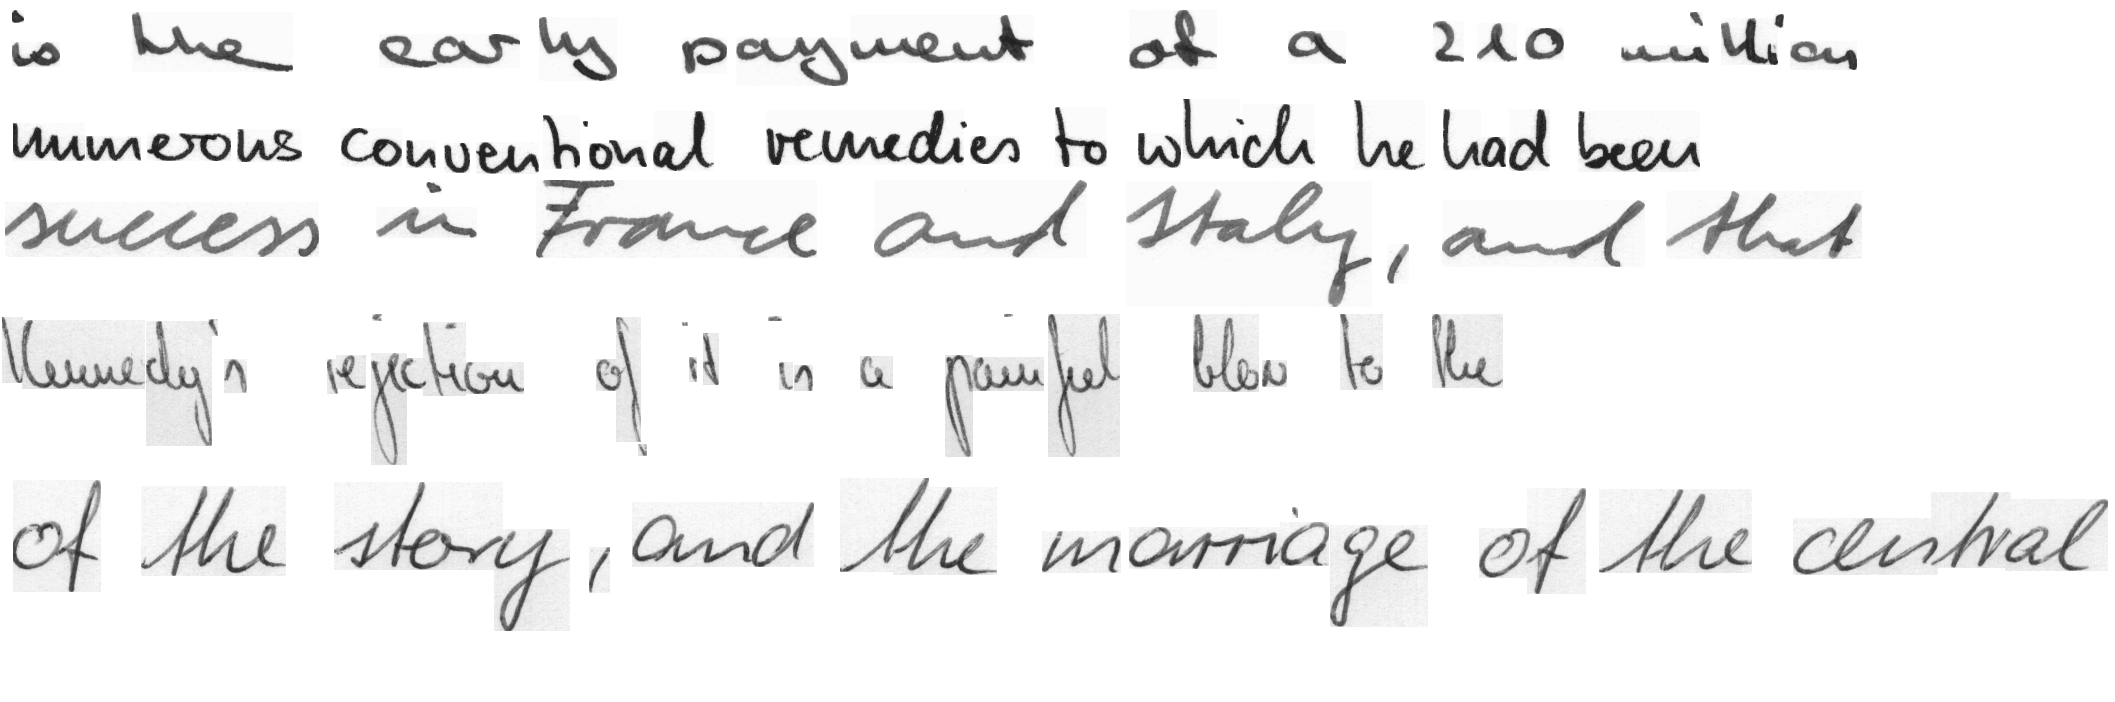 is the early payment of a 210 million
numerous conventional remedies to which he had been
success in France and Italy, and that
Kennedy's rejection of it is a painful blow to the
of the story, and the marriage of the central